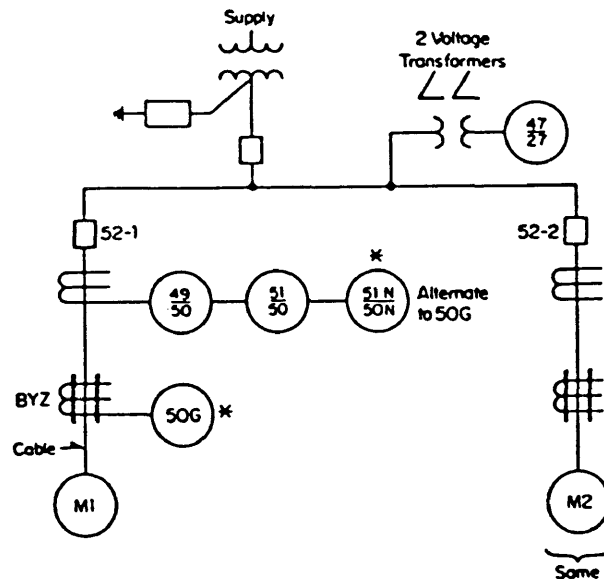 Supply
2 Voltage
Transformers
47
27
52-1
52-2
*
49
50
51
50
51 N
50N
Alternate
to 50G
BYZ
50G
*
Cable
M1
M2
Same